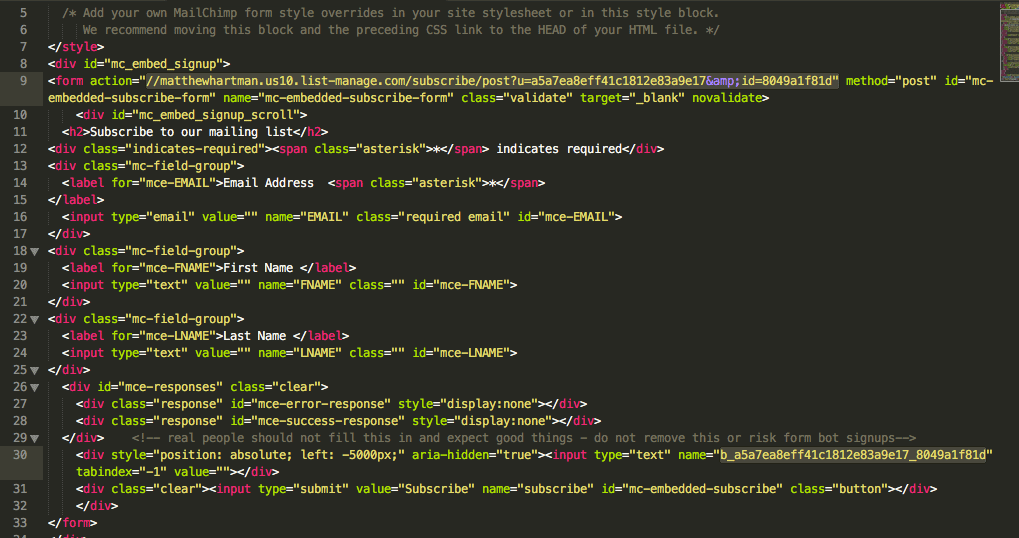 5 /* Add your own MailChimp form style overrides in your site stylesheet or in this style block.
6 We recommend moving this block and the preceding CSS link to the HEAD of your HTML file. */
7 </style>
8 <div id="mc_embed_signup">
9 <form action="//matthewhartman.us10.list-manage.com/subscribe/post?u=a5a7ea8eff41c1812e83a9e17&amp;id=8049a1f81d" method="post" id="mc-
embedded-subscribe-form" name="mc-embedded-subscribe-form" class="validate" target="_blank" novalidate>
10 <div id="mc_embed_signup_scroll">
11 <h2>Subscribe to our mailing list</h2>
12 <div class="indicates-required"><span class="asterisk">*</span> indicates required</div>
13 <div class="mc-field-group">
14 <label for="mce-EMAIL">Email Address  <span class="asterisk">*</span>
15 </label>
16 <input type="email" value="" name="EMAIL" class="required email" id="mce-EMAIL">
17 </div>
18 <div class="mc-field-group">
19 <label for="mce-FNAME">First Name </label>
20 <input type="text" value="" name="FNAME" class="" id="mce-FNAME">
21 </div>
22 <div class="mc-field-group">
23 <label for="mce-LNAME">Last Name </label>
24 <input type="text" value="" name="LNAME" class="" id="mce-LNAME">
25 </div>
26 <div id="mce-responses" class="clear">
27 <div class="response" id="mce-error-response" style="display:none"></div>
28 <div class="response" id="mce-success-response" style="display:none"></div>
29 </div>    <!-- real people should not fill this in and expect good things - do not remove this or risk form bot signups-->
30 <div style="position: absolute; left: -5000px;" aria-hidden="true"><input type="text" name="b_a5a7ea8eff41c1812e83a9e17_8049a1f81d"
tabindex="-1" value=""></div>
31 <div class="clear"><input type="submit" value="Subscribe" name="subscribe" id="mc-embedded-subscribe" class="button"></div>
32 </div>
33 </form>